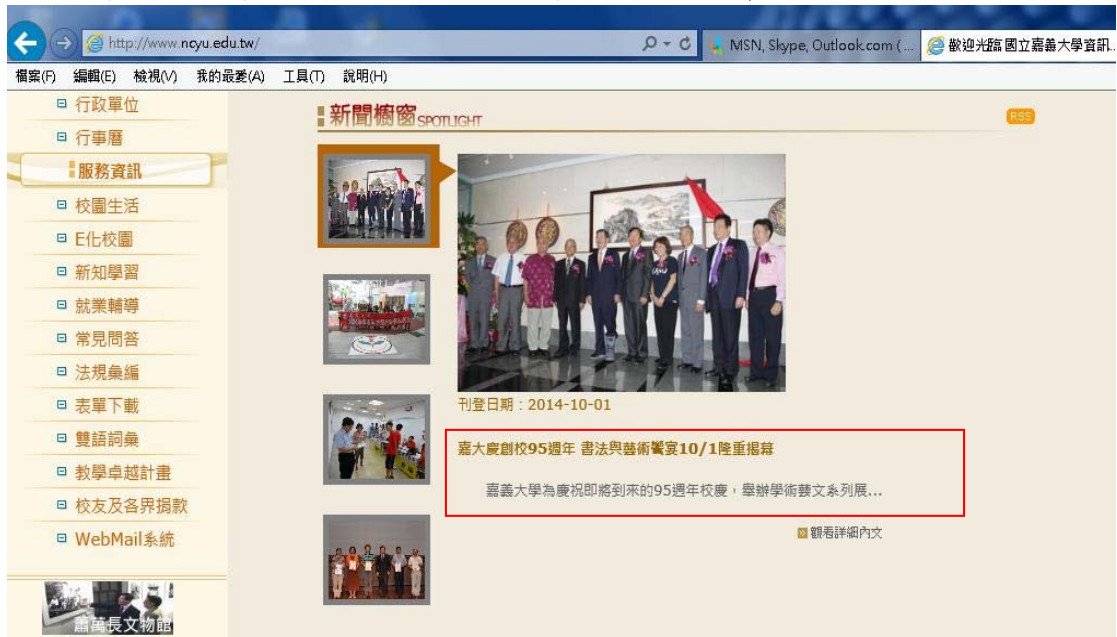 http://www.ncyu.edu.tw/
MSN, Skype, Outlook.com (...
歡迎光臨 國立嘉義大學資訊...
檔案(F) 編輯(E) 檢視(V) 我的最愛(A) 工具(T) 說明(H)
行政單位
行事曆
服務資訊
校園生活
E化校園
新知學習
就業輔導
常見問答
法規彙編
表單下載
雙語詞彙
教學卓越計畫
校友及各界捐款
WebMail系統
蕭萬長文物館
新聞櫥窗SPOTLIGHT
RSS
刊登日期：2014-10-01
嘉大慶創校95週年 書法與藝術饗宴10/1隆重揭幕
嘉義大學為慶祝即將到來的95週年校慶，舉辦學術藝文系列展...
觀看詳細內文